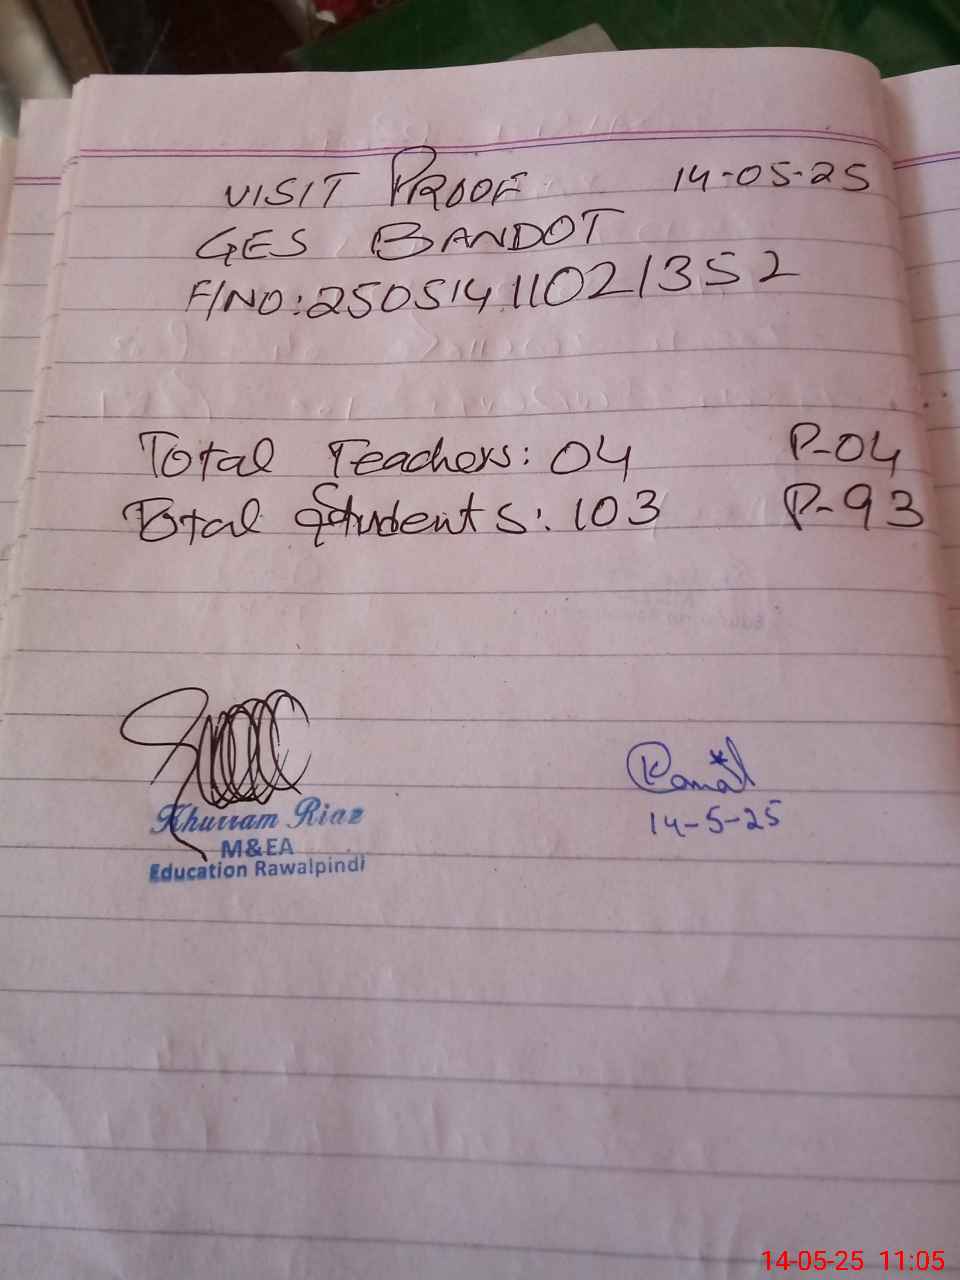 VISIT PROOF 14-05-25
GES BANDOT
F/NO: 25051411021352
Total Teachers: 04 P-04
Total Students: 103 P-93
Khurram Riaz
M&EA
Education Rawalpindi
14-5-25
14-05-25 11:05